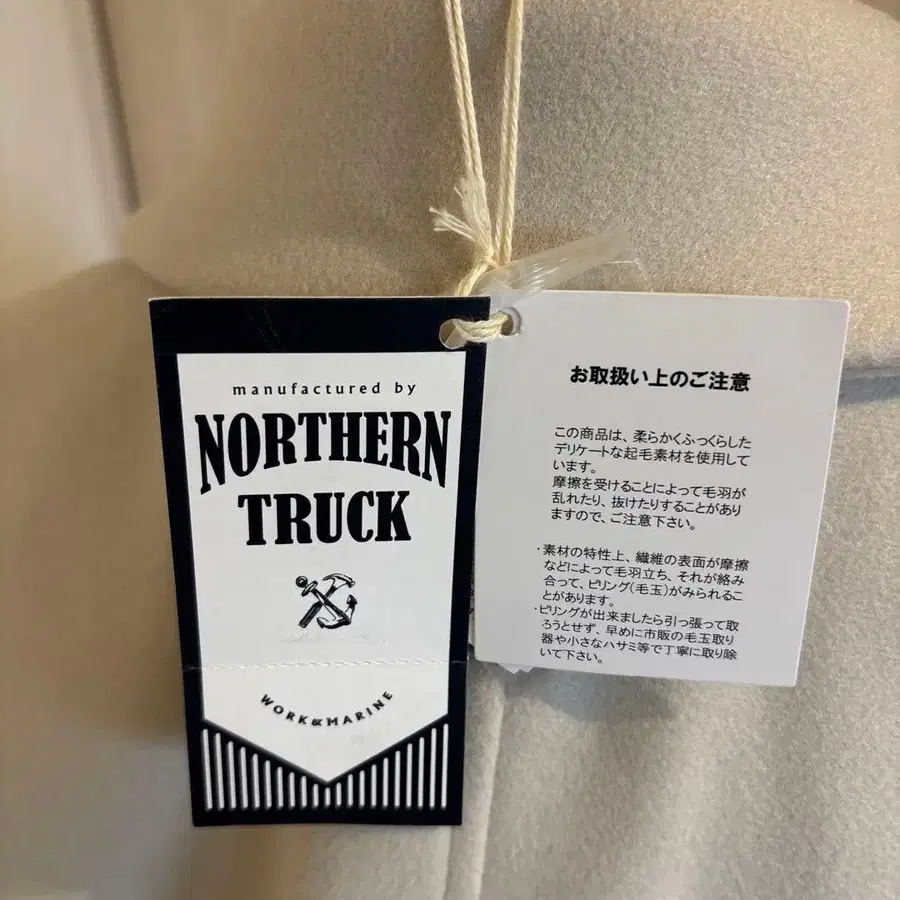 manufactured by
NORTHERN
TRUCK
WORK&MARINE
お取扱い上のご注意
この商品は、柔らかくふっくらした
デリケートな起毛素材を使用して
います。
摩擦を受けることによって毛羽が
乱れたり、抜けたりすることがあり
ますので、ご注意下さい。
・素材の特性上、繊維の表面が摩擦
などによって毛羽立ち、それが絡み
合って、ピリング(毛玉)がみられるこ
とがあります。
・ピリングが出来ましたら引っ張って取
ろうとせず、早めに市販の毛玉取り
器や小さなハサミ等で丁寧に取り除
いて下さい。